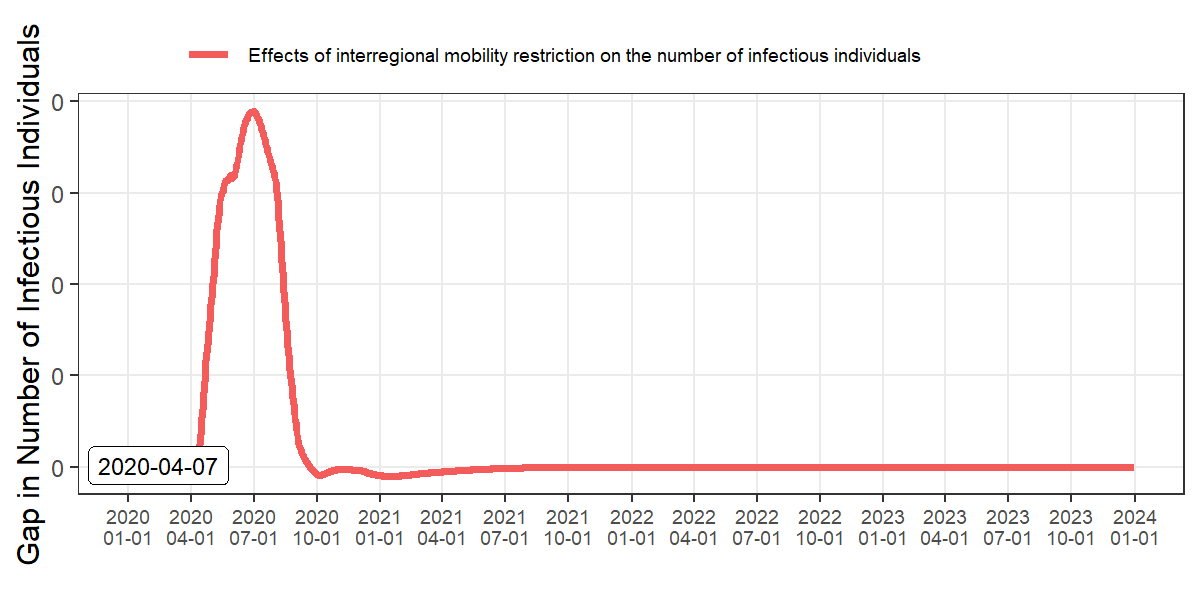 Effects of interregional mobility restriction on the number of infectious individuals
Gap in Number of Infectious Individuals
0
0
0
0
0
2020-04-07
2020 2020 2020 2020 2021 2021 2021 2021 2022 2022 2022 2022 2023 2023 2023 2023 2024
01-01 04-01 07-01 10-01 01-01 04-01 07-01 10-01 01-01 04-01 07-01 10-01 01-01 04-01 07-01 10-01 01-01